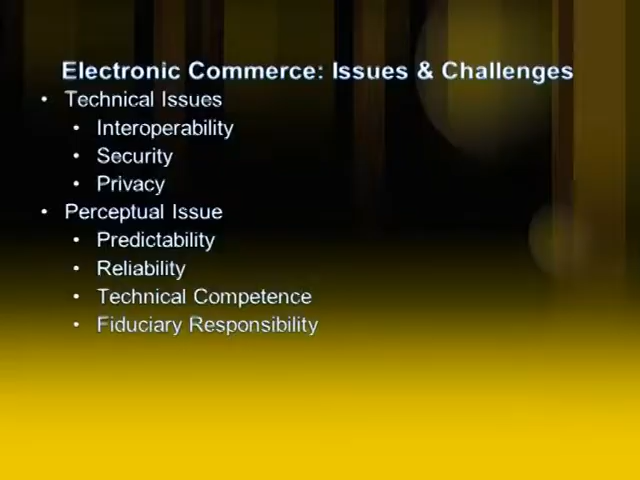 Electronic Commerce: Issues & Challenges
• Technical Issues
• Interoperability
• Security
• Privacy
• Perceptual Issue
• Predictability
• Reliability
• Technical Competence
• Fiduciary Responsibility